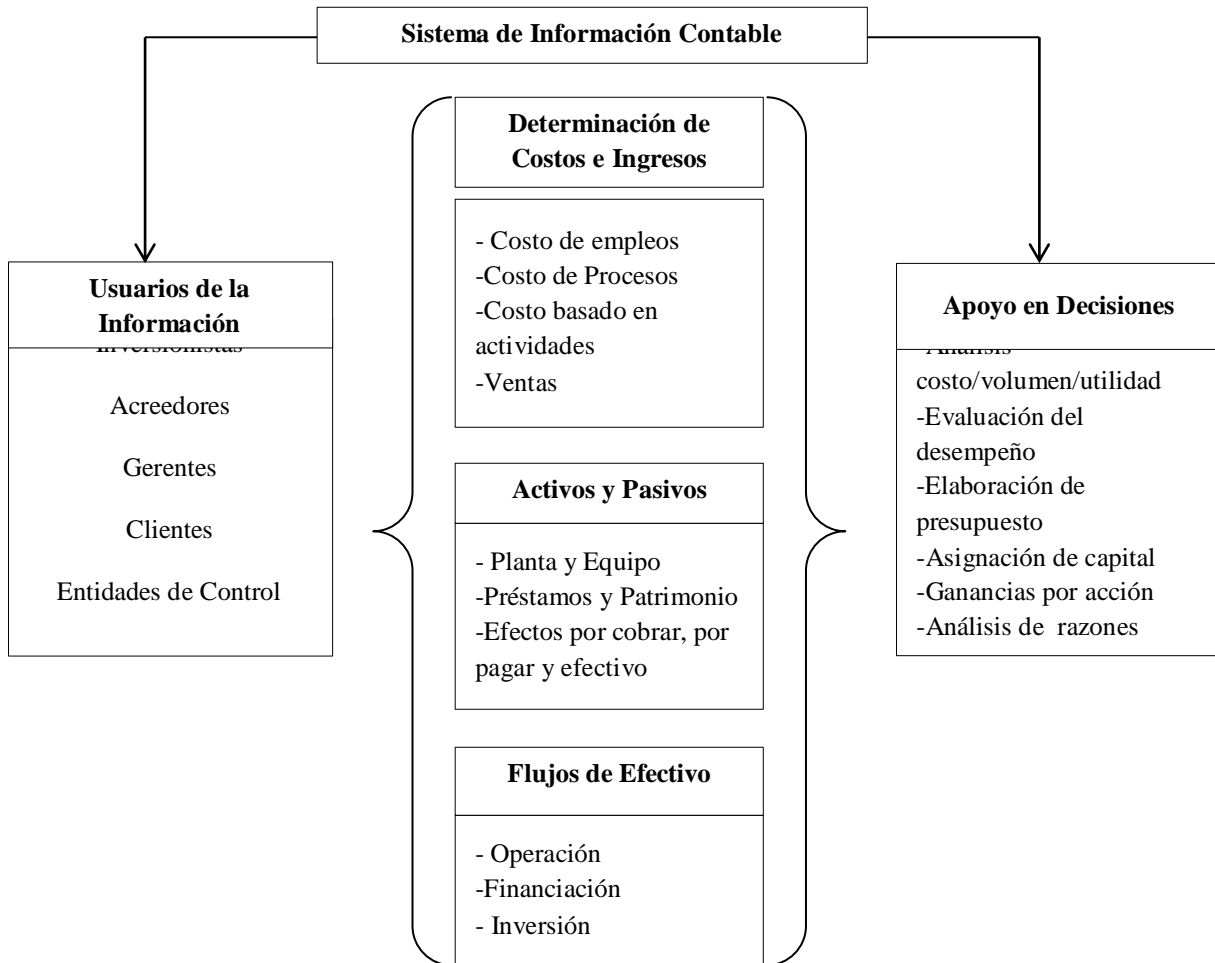 Sistema de Información Contable
Usuarios de la
Información
Inversionistas
Acreedores
Gerentes
Clientes
Entidades de Control
Determinación de
Costos e Ingresos
- Costo de empleos
-Costo de Procesos
-Costo basado en
actividades
-Ventas
Activos y Pasivos
- Planta y Equipo
-Préstamos y Patrimonio
-Efectos por cobrar, por
pagar y efectivo
Flujos de Efectivo
- Operación
-Financiación
- Inversión
Apoyo en Decisiones
-Análisis
costo/volumen/utilidad
-Evaluación del
desempeño
-Elaboración de
presupuesto
-Asignación de capital
-Ganancias por acción
-Análisis de  razones